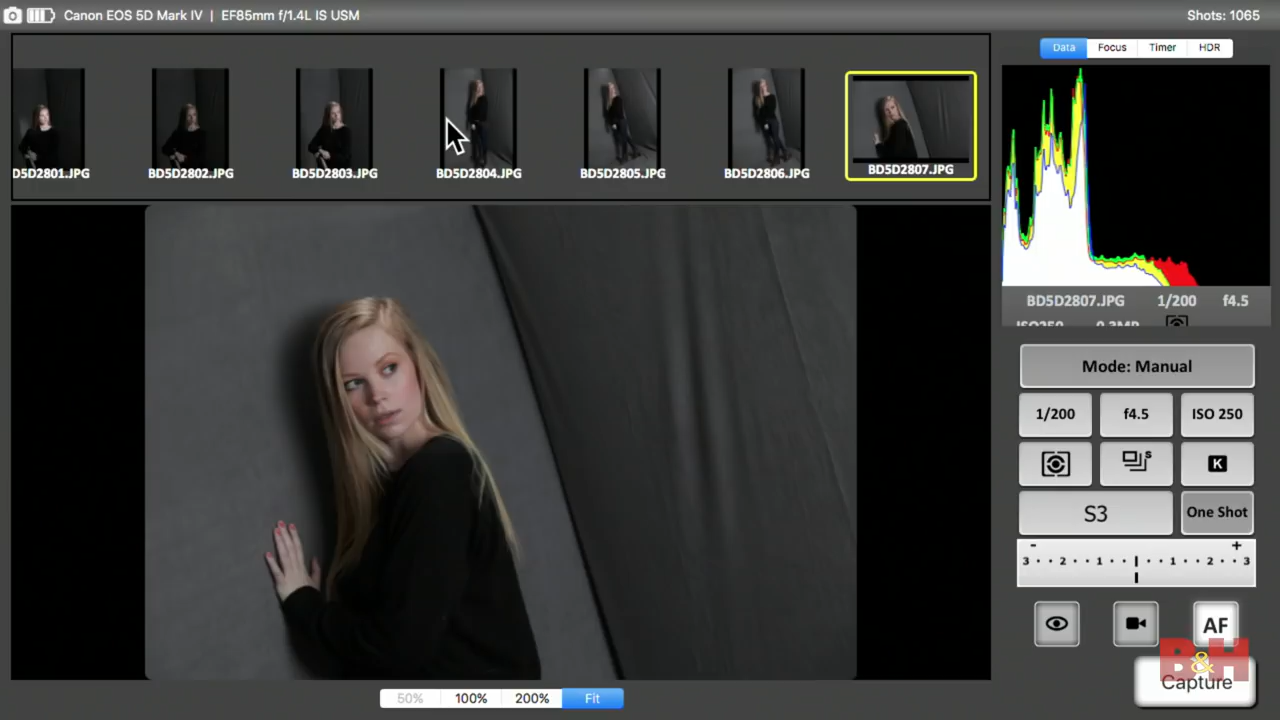 Canon EOS 5D Mark IV | EF85mm f/1.4L IS USM
Shots: 1065
Data Focus Timer HDR
D5D2801.JPG BD5D2802.JPG BD5D2803.JPG BD5D2804.JPG BD5D2805.JPG BD5D2806.JPG BD5D2807.JPG
BD5D2807.JPG 1/200 f4.5
ISO250 0.3MP
Mode: Manual
1/200 f4.5 ISO 250
S
K
S3 One Shot
- +
3 · · 2 · · 1 · · | · · 1 · · 2 · · 3
AF
B&H
Capture
50% 100% 200% Fit